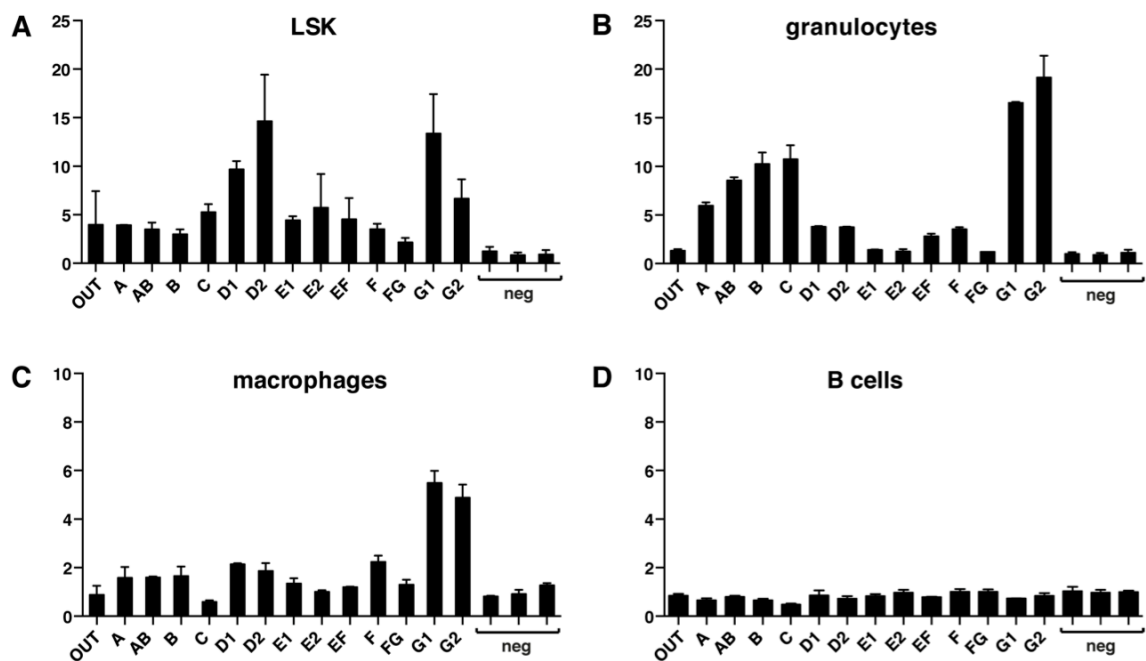 A
LSK
25
20
15
10
5
0
OUT A AB B C D1 D2 E1 E2 EF F FG G1 G2
neg
B
granulocytes
25
20
15
10
5
0
OUT A AB B C D1 D2 E1 E2 EF F FG G1 G2
neg
C
macrophages
10
8
6
4
2
0
OUT A AB B C D1 D2 E1 E2 EF F FG G1 G2
neg
D
B cells
10
8
6
4
2
0
OUT A AB B C D1 D2 E1 E2 EF F FG G1 G2
neg